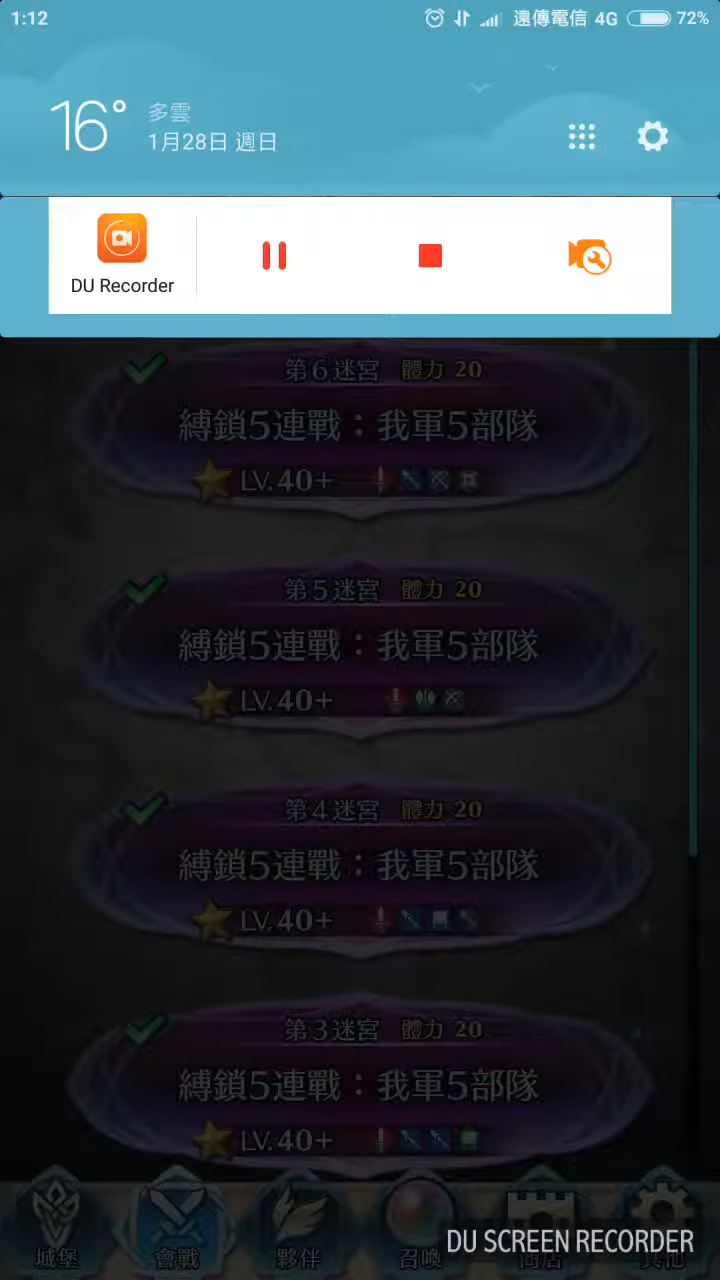 1:12 遠傳電信 4G 72%
16° 多雲
1月28日 週日
DU Recorder
第6迷宮 體力 20
縛鎖5連戰：我軍5部隊
LV.40+
第5迷宮 體力 20
縛鎖5連戰：我軍5部隊
LV.40+
第4迷宮 體力 20
縛鎖5連戰：我軍5部隊
LV.40+
第3迷宮 體力 20
縛鎖5連戰：我軍5部隊
LV.40+
城堡 會戰 夥伴 召喚 商店 其他
DU SCREEN RECORDER